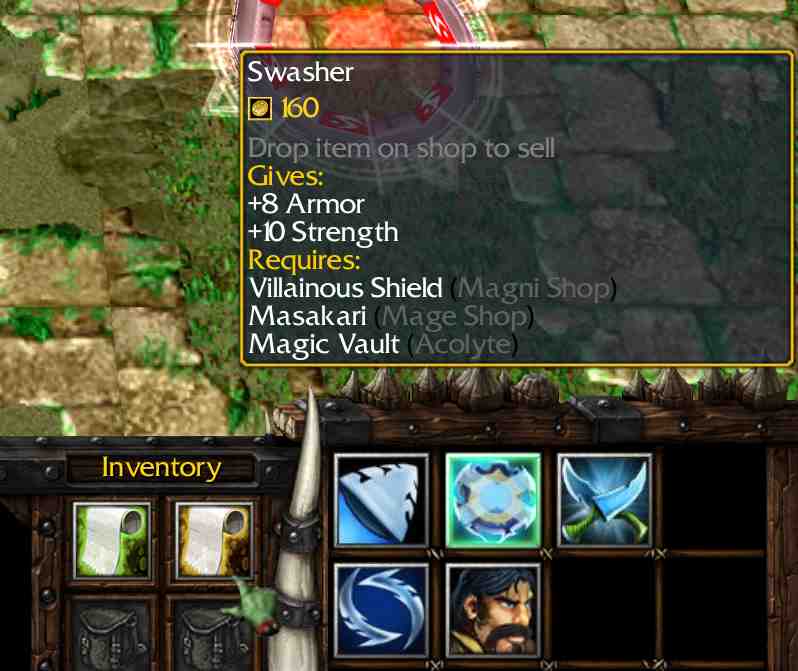 Swasher
160
Drop item on shop to sell
Gives:
+8 Armor
+10 Strength
Requires:
Villainous Shield (Magni Shop)
Masakari (Mage Shop)
Magic Vault (Acolyte)
Inventory